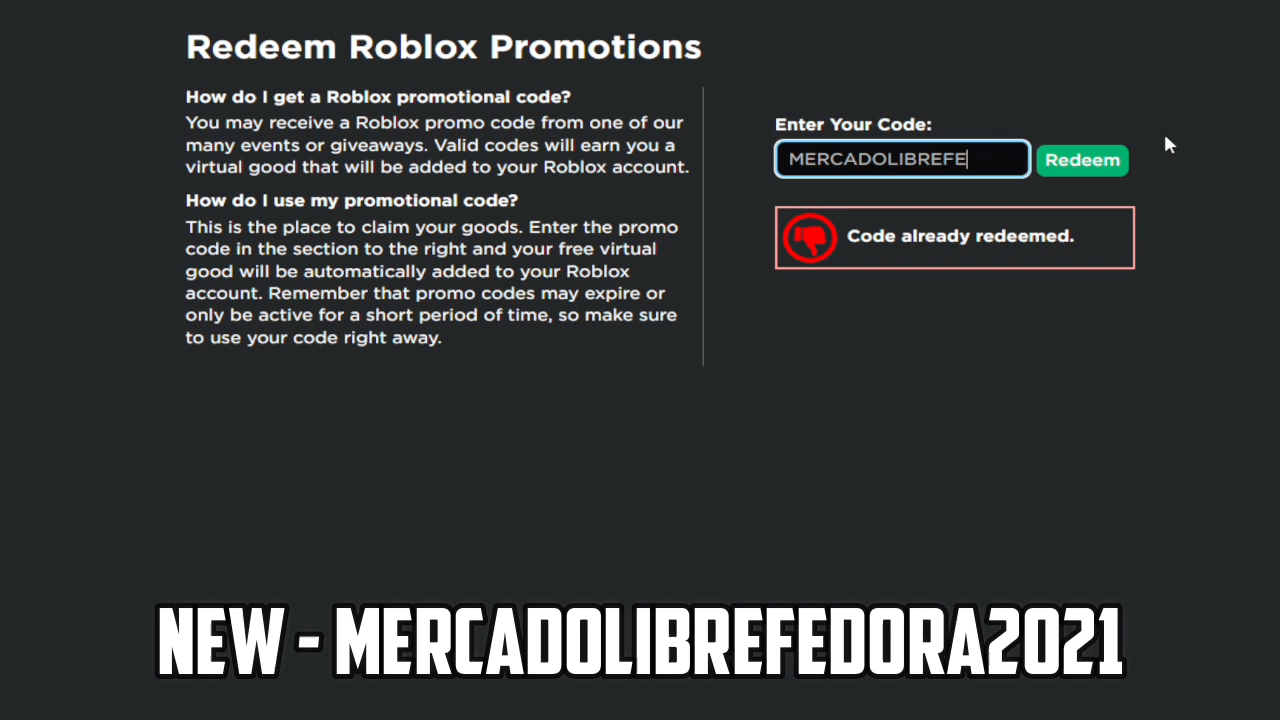 Redeem Roblox Promotions
How do I get a Roblox promotional code?
You may receive a Roblox promo code from one of our
many events or giveaways. Valid codes will earn you a
virtual good that will be added to your Roblox account.
How do I use my promotional code?
This is the place to claim your goods. Enter the promo
code in the section to the right and your free virtual
good will be automatically added to your Roblox
account. Remember that promo codes may expire or
only be active for a short period of time, so make sure
to use your code right away.
Enter Your Code:
MERCADOLIBREFE
Redeem
Code already redeemed.
NEW - MERCADOLIBREFEDORA2021